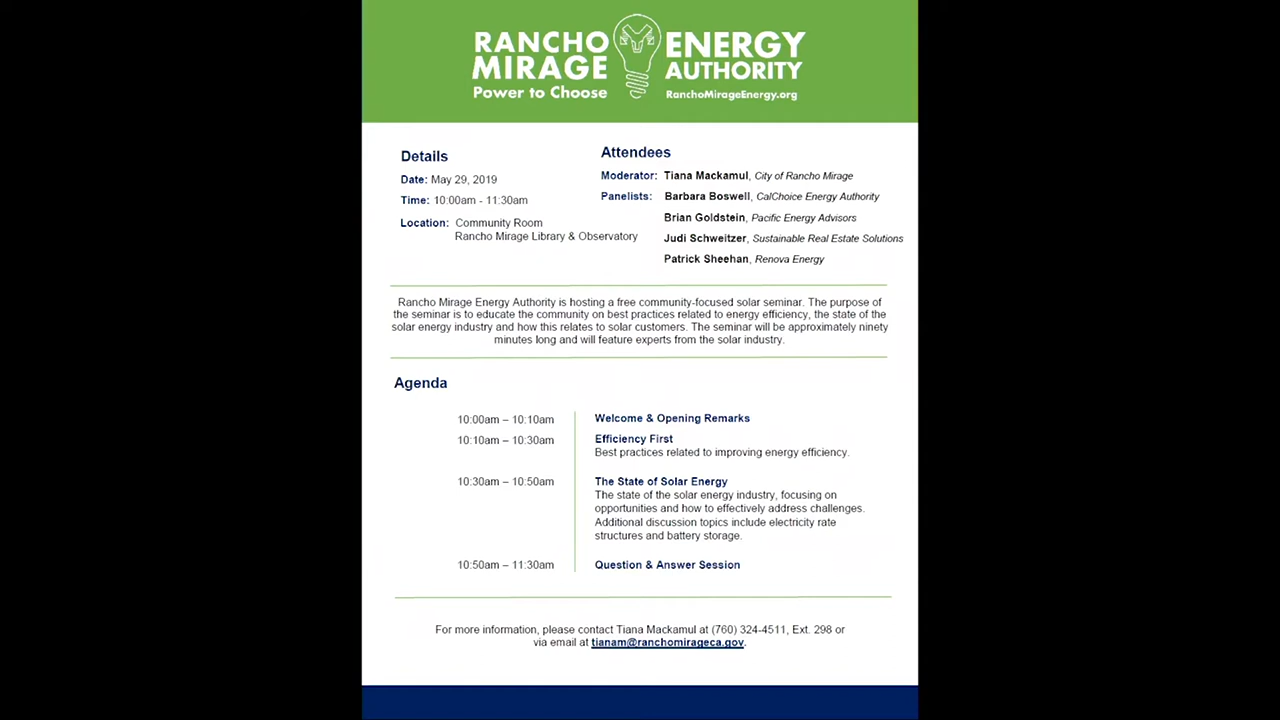 RANCHO ENERGY
MIRAGE AUTHORITY
Power to Choose RanchoMirageEnergy.org
Details
Date: May 29, 2019
Time: 10:00am - 11:30am
Location: Community Room
Rancho Mirage Library & Observatory
Attendees
Moderator: Tiana Mackamul, City of Rancho Mirage
Panelists: Barbara Boswell, CalChoice Energy Authority
Brian Goldstein, Pacific Energy Advisors
Judi Schweitzer, Sustainable Real Estate Solutions
Patrick Sheehan, Renova Energy
Rancho Mirage Energy Authority is hosting a free community-focused solar seminar. The purpose of
the seminar is to educate the community on best practices related to energy efficiency, the state of the
solar energy industry and how this relates to solar customers. The seminar will be approximately ninety
minutes long and will feature experts from the solar industry.
Agenda
10:00am – 10:10am Welcome & Opening Remarks
10:10am – 10:30am Efficiency First
Best practices related to improving energy efficiency.
10:30am – 10:50am The State of Solar Energy
The state of the solar energy industry, focusing on
opportunities and how to effectively address challenges.
Additional discussion topics include electricity rate
structures and battery storage.
10:50am – 11:30am Question & Answer Session
For more information, please contact Tiana Mackamul at (760) 324-4511, Ext. 298 or
via email at tianam@ranchomirageca.gov.